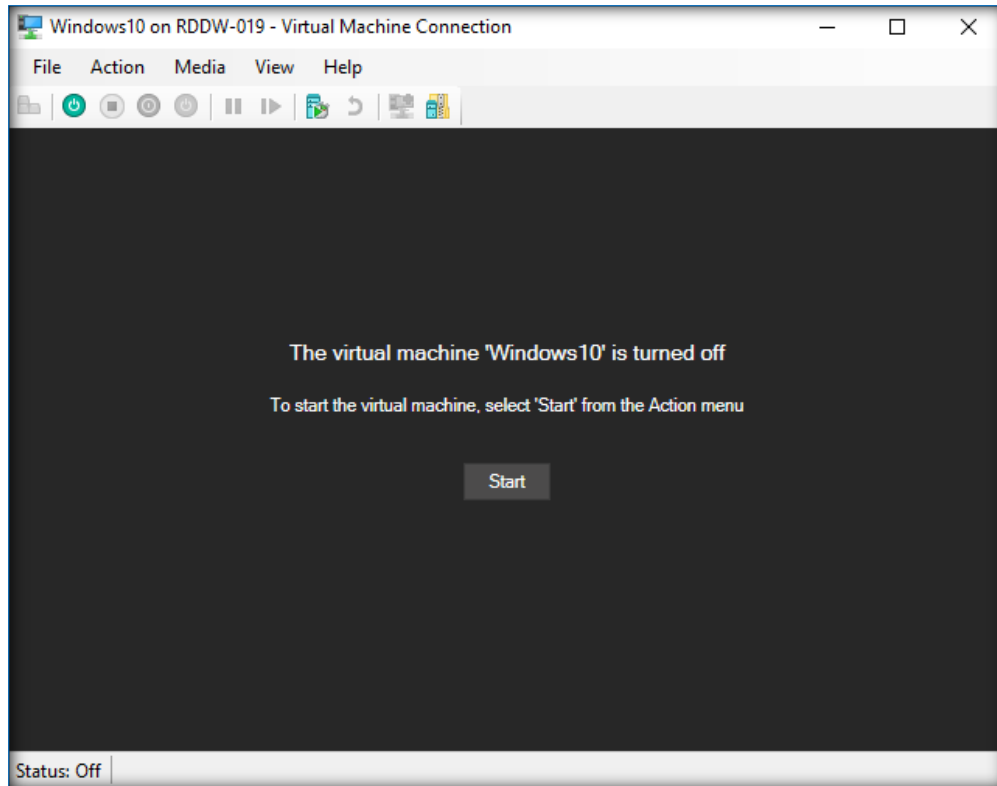 Windows10 on RDDW-019 - Virtual Machine Connection
File Action Media View Help
The virtual machine 'Windows10' is turned off
To start the virtual machine, select 'Start' from the Action menu
Start
Status: Off